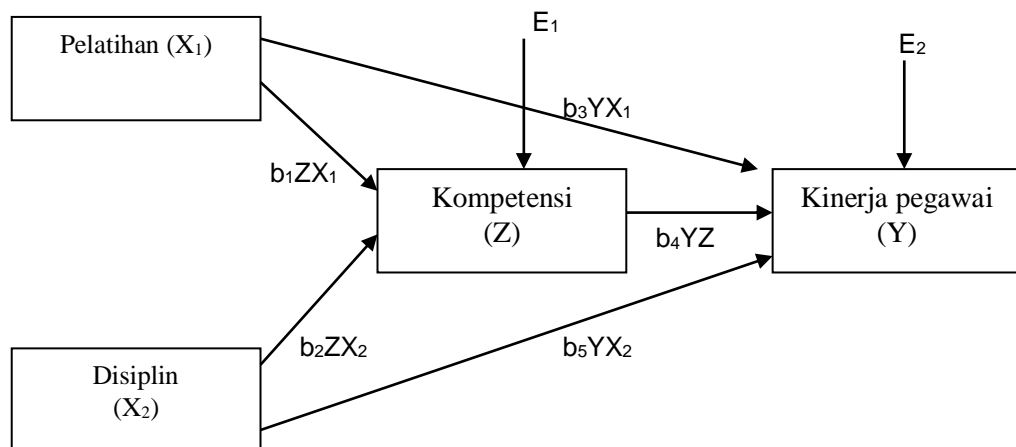 E₁
Pelatihan (X₁)
E₂
b₃YX₁
b₁ZX₁
Kompetensi
(Z)
Kinerja pegawai
(Y)
b₄YZ
b₂ZX₂
b₅YX₂
Disiplin
(X₂)